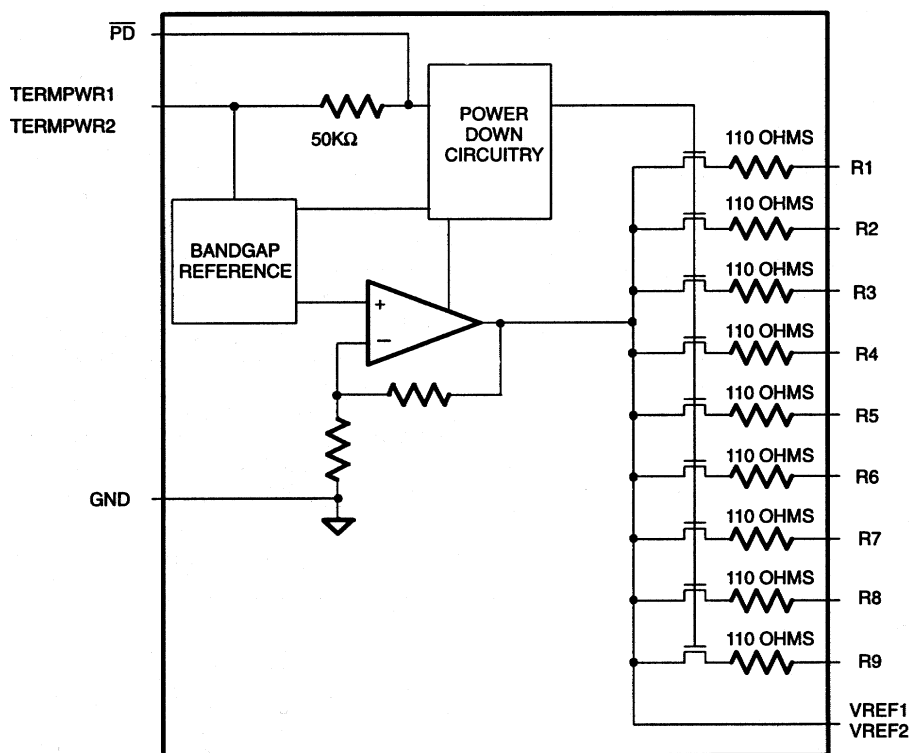 PD
TERMPWR1
TERMPWR2
50KΩ
POWER
DOWN
CIRCUITRY
BANDGAP
REFERENCE
+
−
GND
110 OHMS
R1
110 OHMS
R2
110 OHMS
R3
110 OHMS
R4
110 OHMS
R5
110 OHMS
R6
110 OHMS
R7
110 OHMS
R8
110 OHMS
R9
VREF1
VREF2